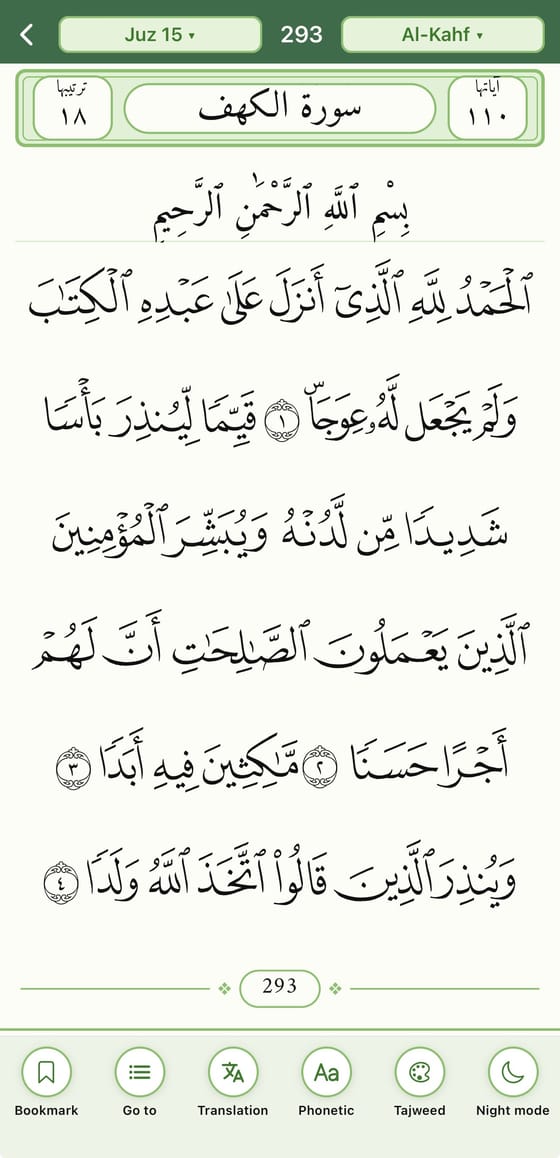 Juz 15 ▾ 293 Al-Kahf ▾
آياتها ١١٠ سورة الكهف ترتيبها ١٨
بِسْمِ ٱللَّهِ ٱلرَّحْمَٰنِ ٱلرَّحِيمِ
ٱلْحَمْدُ لِلَّهِ ٱلَّذِىٓ أَنزَلَ عَلَىٰ عَبْدِهِ ٱلْكِتَٰبَ
وَلَمْ يَجْعَل لَّهُۥ عِوَجَاۜ ١ قَيِّمًا لِّيُنذِرَ بَأْسًا
شَدِيدًا مِّن لَّدُنْهُ وَيُبَشِّرَ ٱلْمُؤْمِنِينَ
ٱلَّذِينَ يَعْمَلُونَ ٱلصَّٰلِحَٰتِ أَنَّ لَهُمْ
أَجْرًا حَسَنًا ٢ مَّٰكِثِينَ فِيهِ أَبَدًا ٣
وَيُنذِرَ ٱلَّذِينَ قَالُوا۟ ٱتَّخَذَ ٱللَّهُ وَلَدًا ٤
293
Bookmark Go to Translation Phonetic Tajweed Night mode